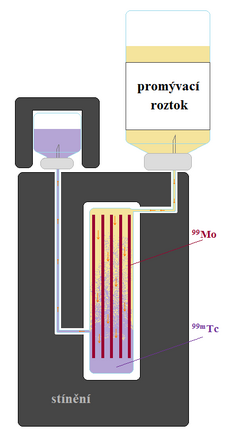 promývací
roztok
⁹⁹Mo
⁹⁹ᵐTc
stínění